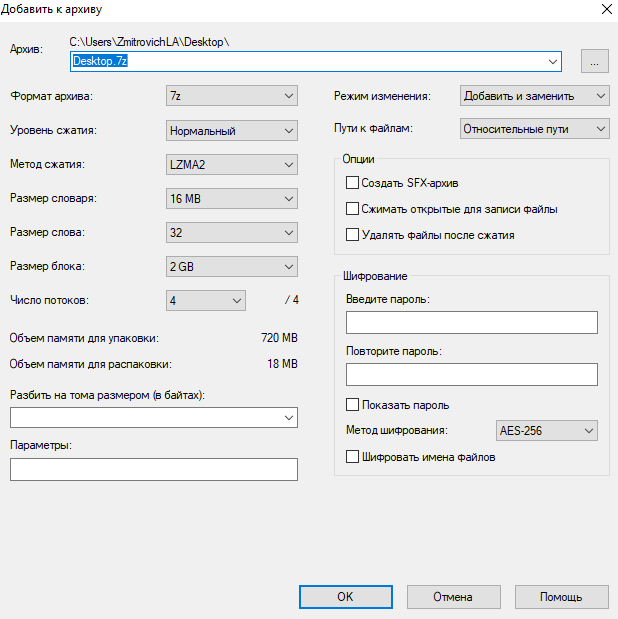 Добавить к архиву
Архив:
C:\Users\ZmitrovichLA\Desktop\
Desktop.7z
...
Формат архива:
7z
Уровень сжатия:
Нормальный
Метод сжатия:
LZMA2
Размер словаря:
16 MB
Размер слова:
32
Размер блока:
2 GB
Число потоков:
4
/ 4
Объем памяти для упаковки:
720 MB
Объем памяти для распаковки:
18 MB
Разбить на тома размером (в байтах):
Параметры:
Режим изменения:
Добавить и заменить
Пути к файлам:
Относительные пути
Опции
Создать SFX-архив
Сжимать открытые для записи файлы
Удалять файлы после сжатия
Шифрование
Введите пароль:
Повторите пароль:
Показать пароль
Метод шифрования:
AES-256
Шифровать имена файлов
OK
Отмена
Помощь